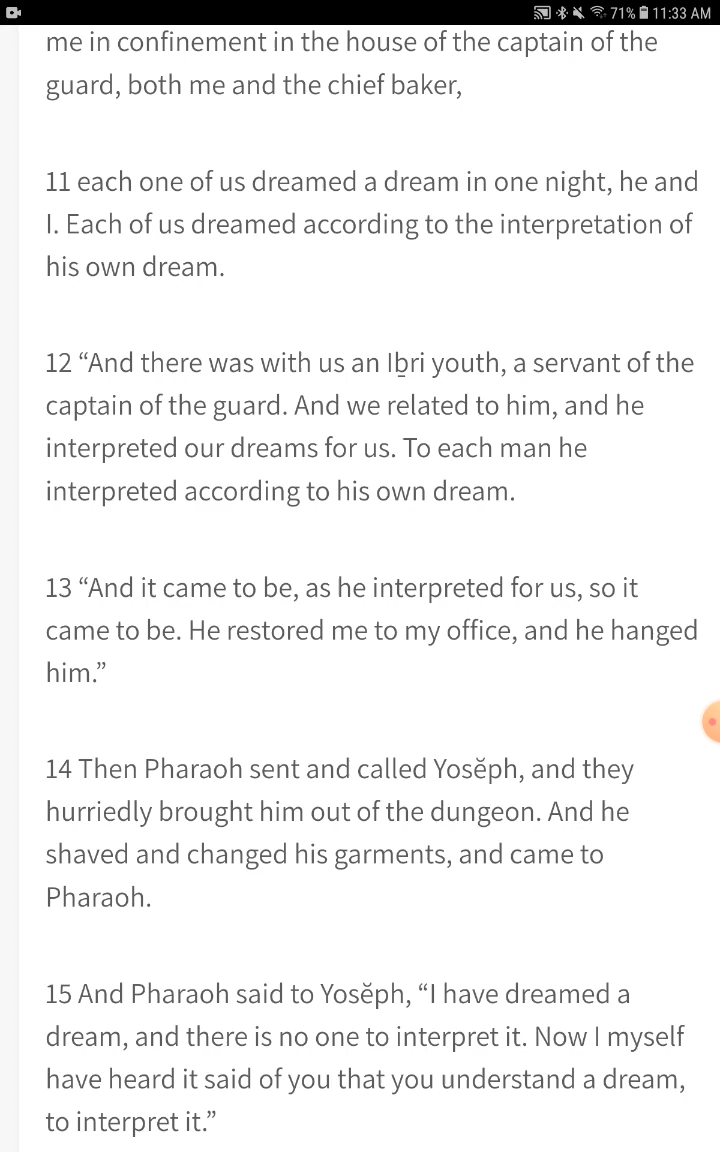 71% 11:33 AM
me in confinement in the house of the captain of the
guard, both me and the chief baker,
11 each one of us dreamed a dream in one night, he and
I. Each of us dreamed according to the interpretation of
his own dream.
12 “And there was with us an Iḇri youth, a servant of the
captain of the guard. And we related to him, and he
interpreted our dreams for us. To each man he
interpreted according to his own dream.
13 “And it came to be, as he interpreted for us, so it
came to be. He restored me to my office, and he hanged
him.”
14 Then Pharaoh sent and called Yosĕph, and they
hurriedly brought him out of the dungeon. And he
shaved and changed his garments, and came to
Pharaoh.
15 And Pharaoh said to Yosĕph, “I have dreamed a
dream, and there is no one to interpret it. Now I myself
have heard it said of you that you understand a dream,
to interpret it.”